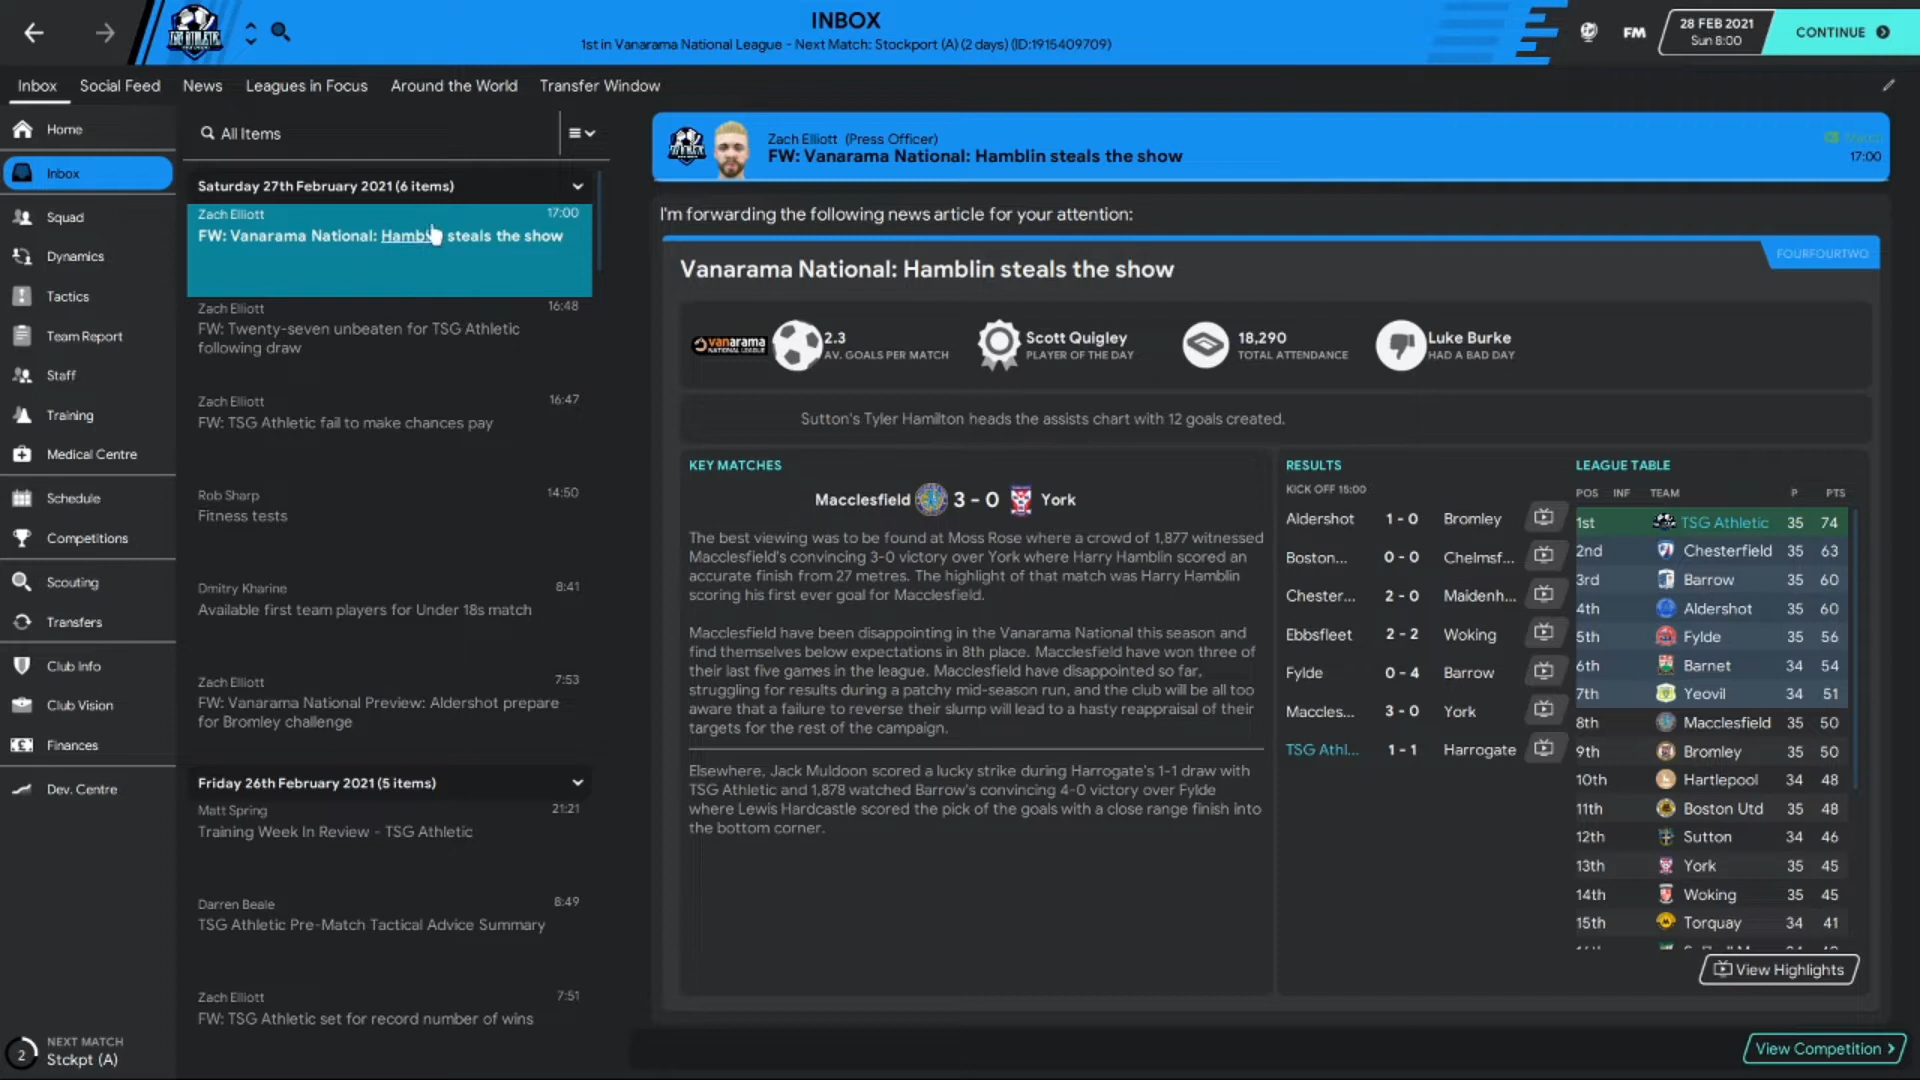 INBOX
1st in Vanarama National League - Next Match: Stockport (A) (2 days) (ID:1915409709)
FM
28 FEB 2021
Sun 8:00
CONTINUE
Inbox
Social Feed
News
Leagues in Focus
Around the World
Transfer Window
Home
Inbox
Squad
Dynamics
Tactics
Team Report
Staff
Training
Medical Centre
Schedule
Competitions
Scouting
Transfers
Club Info
Club Vision
Finances
Dev. Centre
2
NEXT MATCH
Stckpt (A)
All Items
Saturday 27th February 2021 (6 items)
Zach Elliott 17:00
FW: Vanarama National: steals the show
Zach Elliott 16:48
FW: Twenty-seven unbeaten for TSG Athletic
following draw
Zach Elliott 16:47
FW: TSG Athletic fail to make chances pay
Rob Sharp 14:50
Fitness tests
Dmitry Kharine 8:41
Available first team players for Under 18s match
Zach Elliott 7:53
FW: Vanarama National Preview: Aldershot prepare
for Bromley challenge
Friday 26th February 2021 (5 items)
Matt Spring 21:21
Training Week In Review - TSG Athletic
Darren Beale 8:49
TSG Athletic Pre-Match Tactical Advice Summary
Zach Elliott 7:51
FW: TSG Athletic set for record number of wins
Zach Elliott (Press Officer)
FW: Vanarama National: Hamblin steals the show
17:00
I'm forwarding the following news article for your attention:
FOURFOURTWO
Vanarama National: Hamblin steals the show
vanarama
NATIONAL LEAGUE
2.3
AV. GOALS PER MATCH
Scott Quigley
PLAYER OF THE DAY
18,290
TOTAL ATTENDANCE
Luke Burke
HAD A BAD DAY
Sutton's Tyler Hamilton heads the assists chart with 12 goals created.
KEY MATCHES
Macclesfield 3 - 0 York
The best viewing was to be found at Moss Rose where a crowd of 1,877 witnessed
Macclesfield's convincing 3-0 victory over York where Harry Hamblin scored an
accurate finish from 27 metres. The highlight of that match was Harry Hamblin
scoring his first ever goal for Macclesfield.
Macclesfield have been disappointing in the Vanarama National this season and
find themselves below expectations in 8th place. Macclesfield have won three of
their last five games in the league. Macclesfield have disappointed so far,
struggling for results during a patchy mid-season run, and the club will be all too
aware that a failure to reverse their slump will lead to a hasty reappraisal of their
targets for the rest of the campaign.
Elsewhere, Jack Muldoon scored a lucky strike during Harrogate's 1-1 draw with
TSG Athletic and 1,878 watched Barrow's convincing 4-0 victory over Fylde
where Lewis Hardcastle scored the pick of the goals with a close range finish into
the bottom corner.
RESULTS
KICK OFF 15:00
Aldershot 1 - 0 Bromley
Boston... 0 - 0 Chelmsf...
Chester... 2 - 0 Maidenh...
Ebbsfleet 2 - 2 Woking
Fylde 0 - 4 Barrow
Maccles... 3 - 0 York
TSG Athl... 1 - 1 Harrogate
LEAGUE TABLE
POS INF TEAM P PTS
1st TSG Athletic 35 74
2nd Chesterfield 35 63
3rd Barrow 35 60
4th Aldershot 35 60
5th Fylde 35 56
6th Barnet 34 54
7th Yeovil 34 51
8th Macclesfield 35 50
9th Bromley 35 50
10th Hartlepool 34 48
11th Boston Utd 35 48
12th Sutton 34 46
13th York 35 45
14th Woking 35 45
15th Torquay 34 41
View Highlights
View Competition